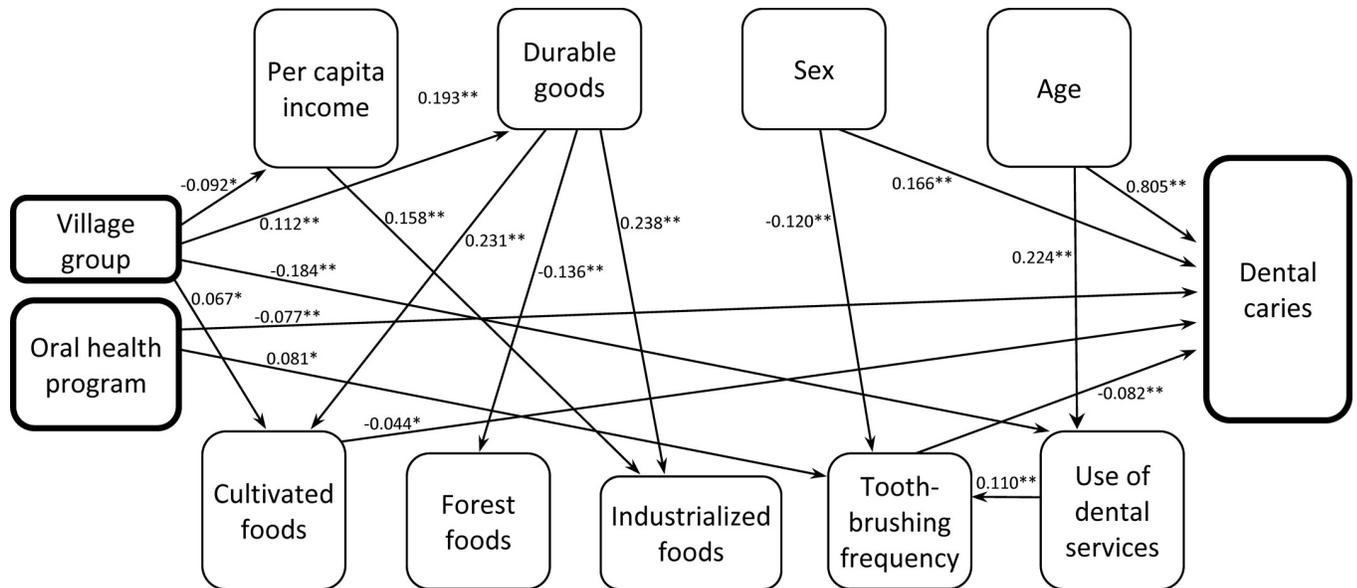 Per capita
income
0.193**
Durable
goods
Sex
Age
-0.092*
Village
group
0.112**
0.158**
0.231**
0.238**
-0.136**
-0.120**
0.166**
0.805**
0.224**
Dental
caries
-0.184**
0.067*
-0.077**
Oral health
program
0.081*
-0.044*
-0.082**
Cultivated
foods
Forest
foods
Industrialized
foods
Tooth-
brushing
frequency
0.110**
Use of
dental
services